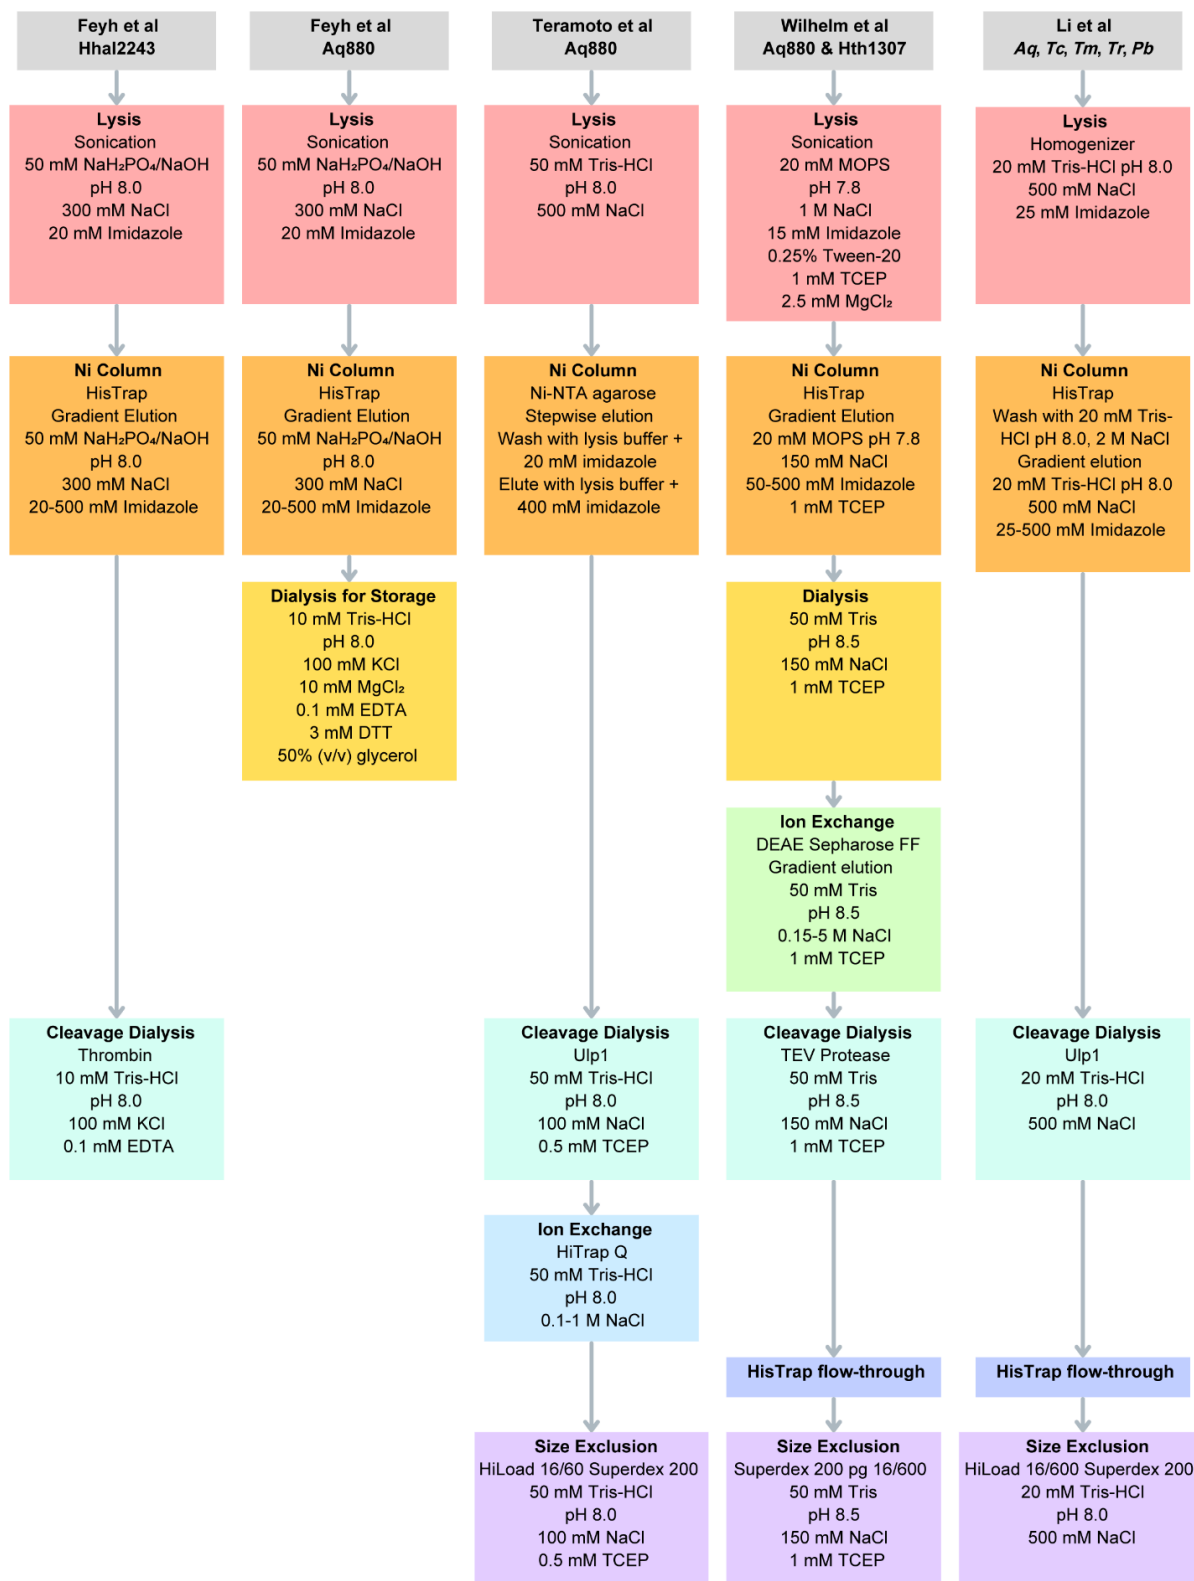 Feyh et al
Hhal2243
Feyh et al
Aq880
Teramoto et al
Aq880
Wilhelm et al
Aq880 & Hth1307
Li et al
Aq, Tc, Tm, Tr, Pb
Lysis
Sonication
50 mM NaH₂PO₄/NaOH
pH 8.0
300 mM NaCl
20 mM Imidazole
Lysis
Sonication
50 mM NaH₂PO₄/NaOH
pH 8.0
300 mM NaCl
20 mM Imidazole
Lysis
Sonication
50 mM Tris-HCl
pH 8.0
500 mM NaCl
Lysis
Sonication
20 mM MOPS
pH 7.8
1 M NaCl
15 mM Imidazole
0.25% Tween-20
1 mM TCEP
2.5 mM MgCl₂
Lysis
Homogenizer
20 mM Tris-HCl pH 8.0
500 mM NaCl
25 mM Imidazole
Ni Column
HisTrap
Gradient Elution
50 mM NaH₂PO₄/NaOH
pH 8.0
300 mM NaCl
20-500 mM Imidazole
Ni Column
HisTrap
Gradient Elution
50 mM NaH₂PO₄/NaOH
pH 8.0
300 mM NaCl
20-500 mM Imidazole
Ni Column
Ni-NTA agarose
Stepwise elution
Wash with lysis buffer +
20 mM imidazole
Elute with lysis buffer +
400 mM imidazole
Ni Column
HisTrap
Gradient Elution
20 mM MOPS pH 7.8
150 mM NaCl
50-500 mM Imidazole
1 mM TCEP
Ni Column
HisTrap
Wash with 20 mM Tris-
HCl pH 8.0, 2 M NaCl
Gradient elution
20 mM Tris-HCl pH 8.0
500 mM NaCl
25-500 mM Imidazole
Dialysis for Storage
10 mM Tris-HCl
pH 8.0
100 mM KCl
10 mM MgCl₂
0.1 mM EDTA
3 mM DTT
50% (v/v) glycerol
Dialysis
50 mM Tris
pH 8.5
150 mM NaCl
1 mM TCEP
Ion Exchange
DEAE Sepharose FF
Gradient elution
50 mM Tris
pH 8.5
0.15-5 M NaCl
1 mM TCEP
Cleavage Dialysis
Thrombin
10 mM Tris-HCl
pH 8.0
100 mM KCl
0.1 mM EDTA
Cleavage Dialysis
Ulp1
50 mM Tris-HCl
pH 8.0
100 mM NaCl
0.5 mM TCEP
Cleavage Dialysis
TEV Protease
50 mM Tris
pH 8.5
150 mM NaCl
1 mM TCEP
Cleavage Dialysis
Ulp1
20 mM Tris-HCl
pH 8.0
500 mM NaCl
Ion Exchange
HiTrap Q
50 mM Tris-HCl
pH 8.0
0.1-1 M NaCl
HisTrap flow-through
HisTrap flow-through
Size Exclusion
HiLoad 16/60 Superdex 200
50 mM Tris-HCl
pH 8.0
100 mM NaCl
0.5 mM TCEP
Size Exclusion
Superdex 200 pg 16/600
50 mM Tris
pH 8.5
150 mM NaCl
1 mM TCEP
Size Exclusion
HiLoad 16/600 Superdex 200
20 mM Tris-HCl
pH 8.0
500 mM NaCl